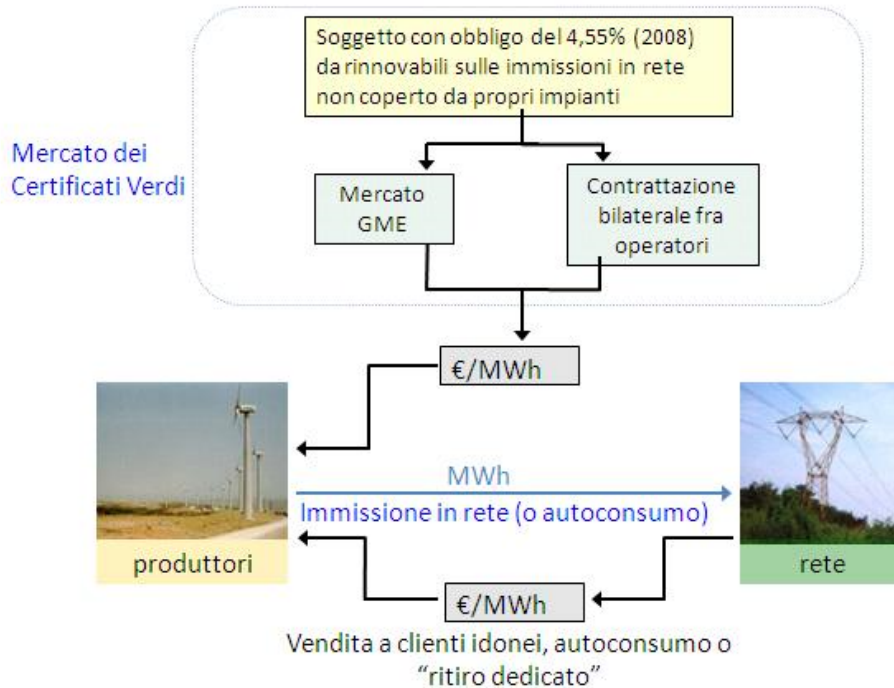 Soggetto con obbligo del 4,55% (2008)
da rinnovabili sulle immissioni in rete
non coperto da propri impianti
Mercato dei
Certificati Verdi
Mercato
GME
Contrattazione
bilaterale fra
operatori
€/MWh
MWh
Immissione in rete (o autoconsumo)
produttori
rete
€/MWh
Vendita a clienti idonei, autoconsumo o
“ritiro dedicato”